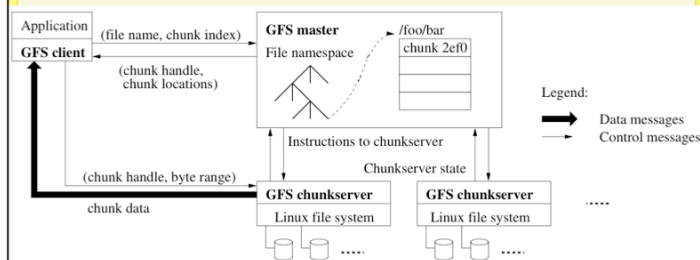 Application
GFS client
(file name, chunk index)
(chunk handle,
chunk locations)
GFS master
File namespace
/foo/bar
chunk 2ef0
Legend:
Data messages
Control messages
Instructions to chunkserver
Chunkserver state
(chunk handle, byte range)
chunk data
GFS chunkserver
Linux file system
GFS chunkserver
Linux file system